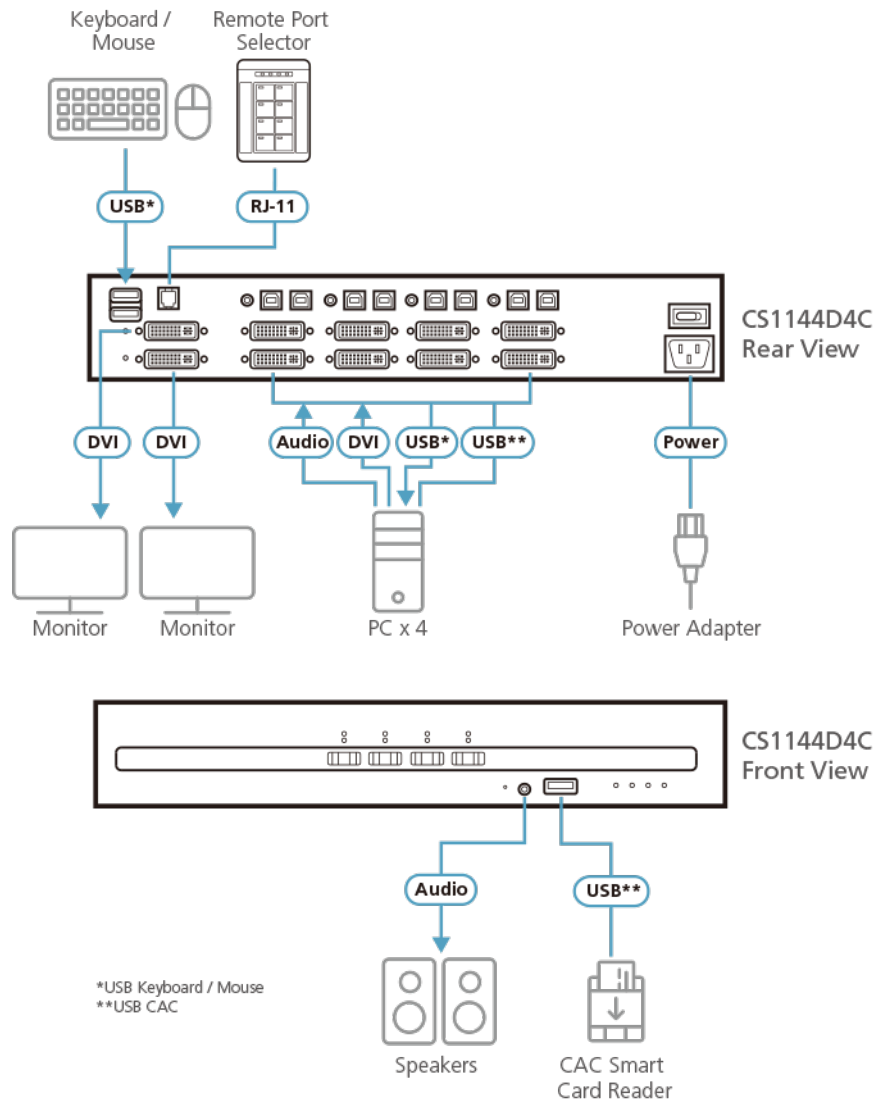 Keyboard /
Mouse
Remote Port
Selector
USB*
RJ-11
CS1144D4C
Rear View
DVI
DVI
Audio
DVI
USB*
USB**
Power
Monitor
Monitor
PC x 4
Power Adapter
CS1144D4C
Front View
Audio
USB**
*USB Keyboard / Mouse
**USB CAC
Speakers
CAC Smart
Card Reader